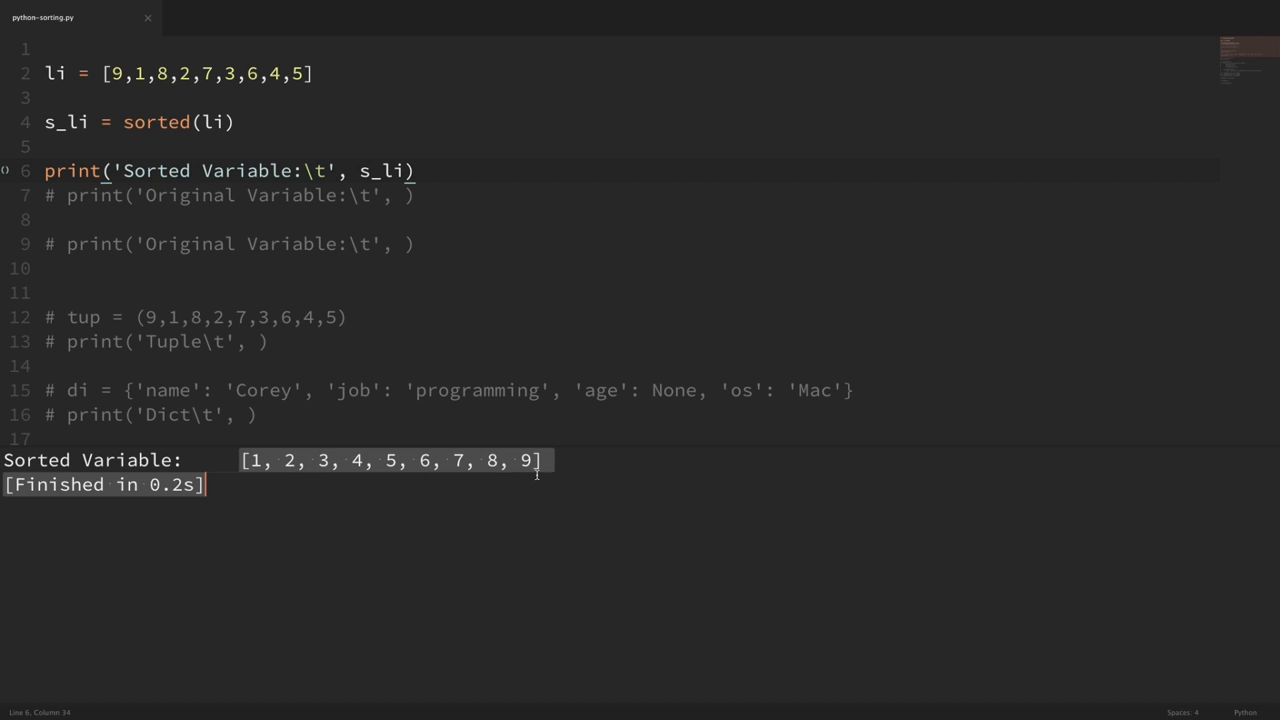 python-sorting.py ×
1
2 li = [9,1,8,2,7,3,6,4,5]
3
4 s_li = sorted(li)
5
() 6 print('Sorted Variable:\t', s_li)
7 # print('Original Variable:\t', )
8
9 # print('Original Variable:\t', )
10
11
12 # tup = (9,1,8,2,7,3,6,4,5)
13 # print('Tuple\t', )
14
15 # di = {'name': 'Corey', 'job': 'programming', 'age': None, 'os': 'Mac'}
16 # print('Dict\t', )
17
Sorted Variable: [1, 2, 3, 4, 5, 6, 7, 8, 9]
[Finished in 0.2s]
Line 6, Column 34 Spaces: 4 Python